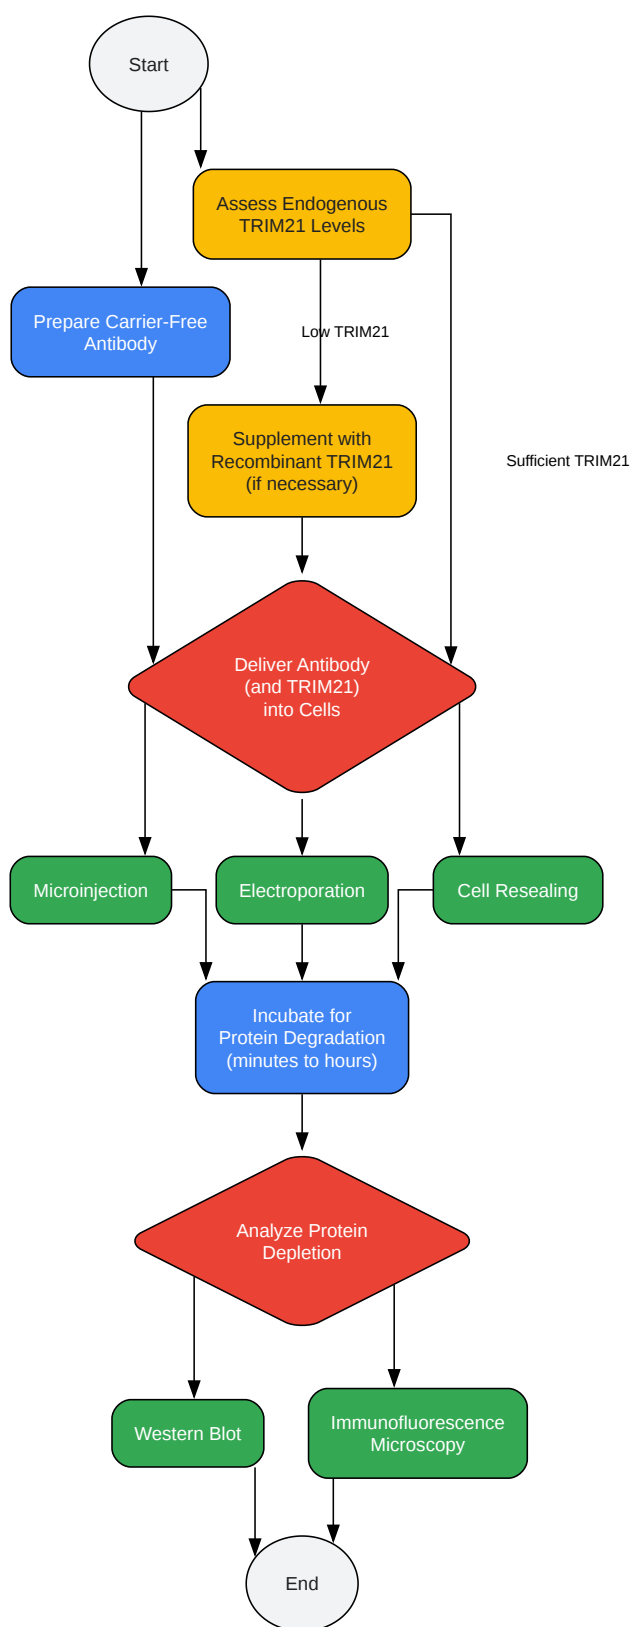 Start
Assess Endogenous
TRIM21 Levels
Prepare Carrier-Free
Antibody
Low TRIM21
Supplement with
Recombinant TRIM21
(if necessary)
Sufficient TRIM21
Deliver Antibody
(and TRIM21)
into Cells
Microinjection
Electroporation
Cell Resealing
Incubate for
Protein Degradation
(minutes to hours)
Analyze Protein
Depletion
Western Blot
Immunofluorescence
Microscopy
End